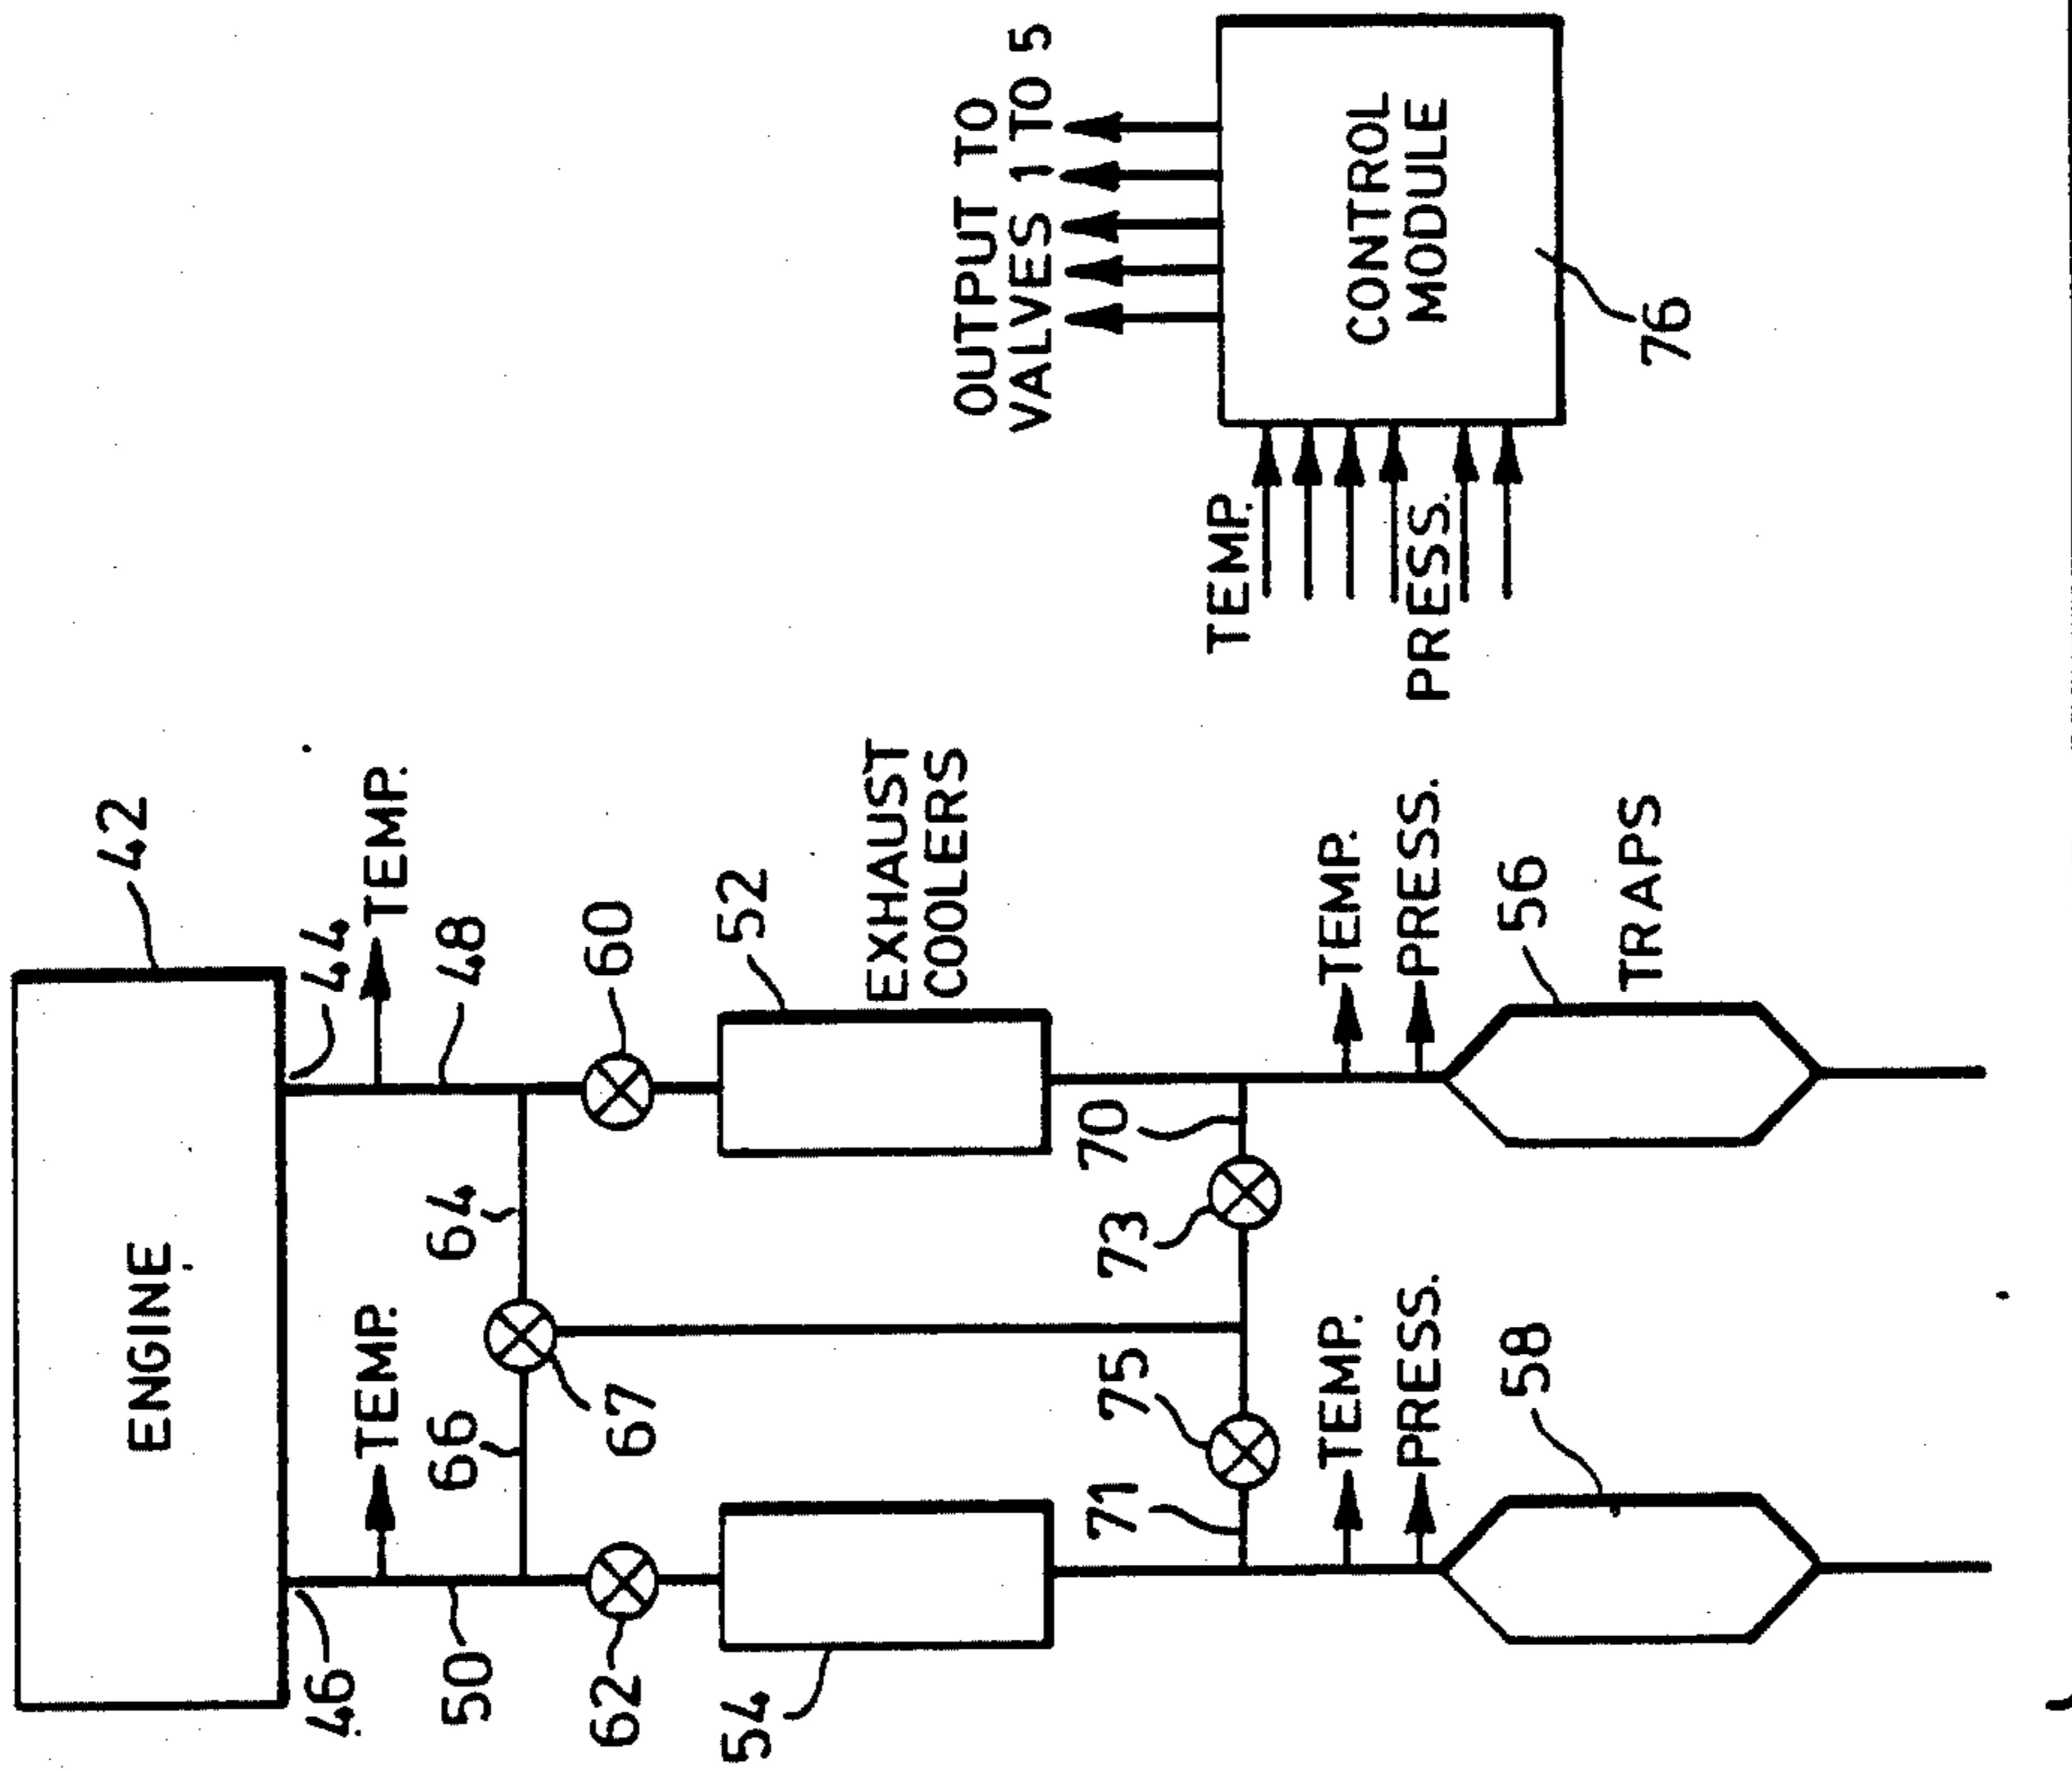 ENGINE
42
44
46
TEMP.
TEMP.
48
50
64
66
67
60
62
52
54
EXHAUST
COOLERS
70
71
73
75
TEMP.
PRESS.
TEMP.
PRESS.
56
58
TRAPS
OUTPUT TO
VALVES 1 TO 5
TEMP.
PRESS.
CONTROL
MODULE
76